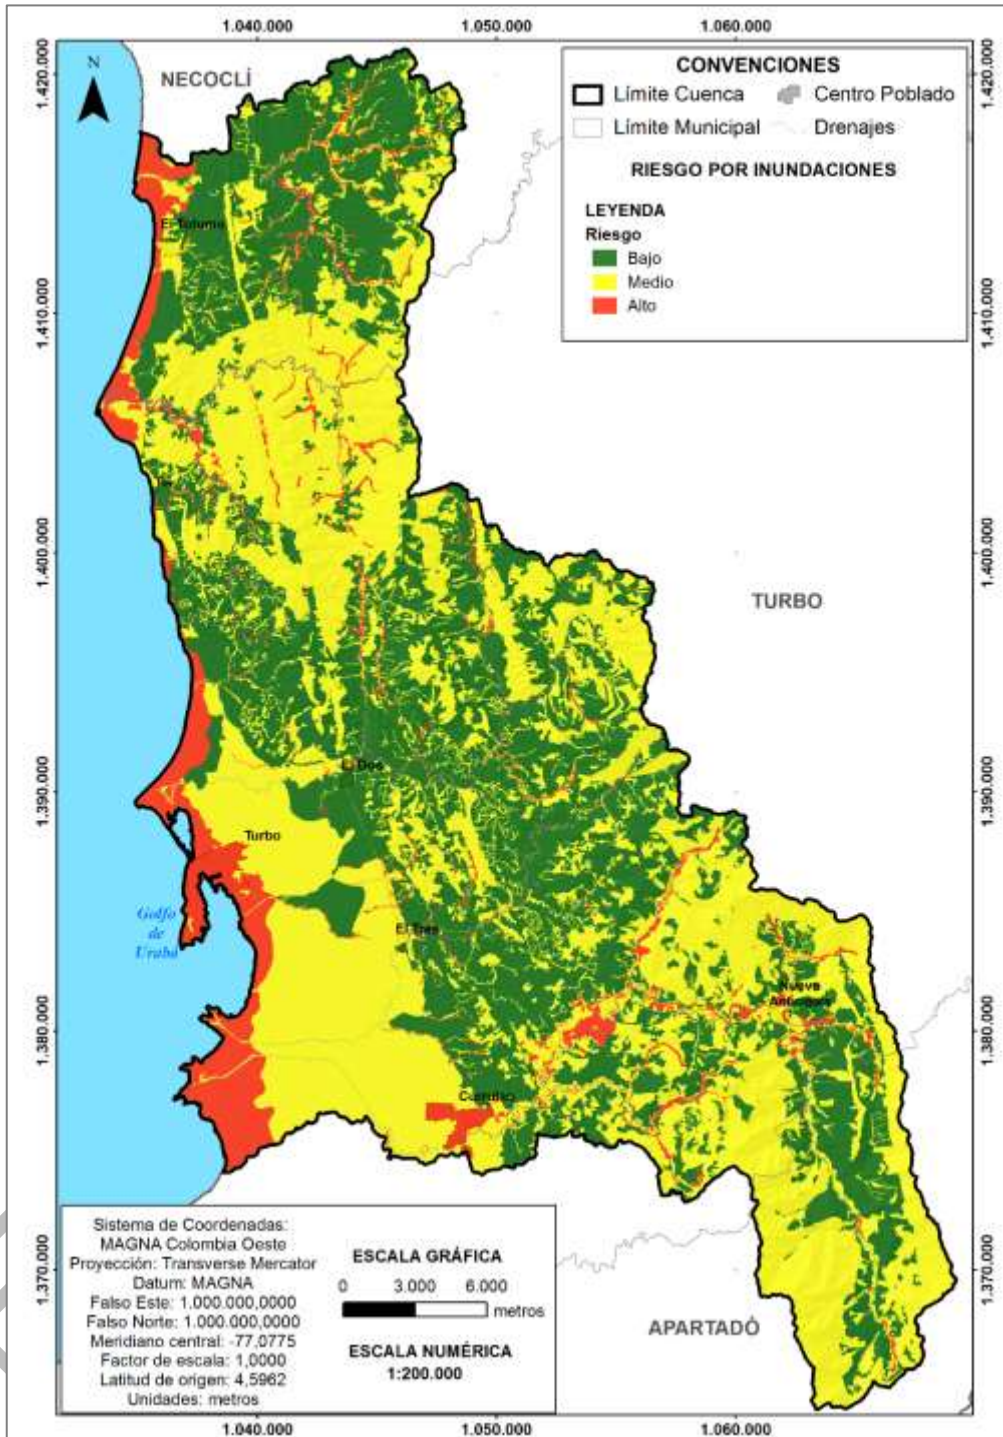 1.040.000
1.050.000
1.060.000
1.420.000
1.420.000
N
NECOCLÍ
CONVENCIONES
Límite Cuenca
Centro Poblado
Límite Municipal
Drenajes
RIESGO POR INUNDACIONES
LEYENDA
Riesgo
Bajo
Medio
Alto
El Totumo
1.410.000
1.410.000
1.400.000
1.400.000
TURBO
El Dos
1.390.000
1.390.000
Turbo
Golfo
de
Urabá
El Tres
Nueva
Antioquia
1.380.000
1.380.000
Currulao
Sistema de Coordenadas:
MAGNA Colombia Oeste
Proyección: Transverse Mercator
Datum: MAGNA
Falso Este: 1.000.000,0000
Falso Norte: 1.000.000,0000
Meridiano central: -77,0775
Factor de escala: 1,0000
Latitud de origen: 4,5962
Unidades: metros
ESCALA GRÁFICA
0 3.000 6.000
metros
ESCALA NUMÉRICA
1:200.000
1.370.000
1.370.000
APARTADÓ
1.040.000
1.050.000
1.060.000